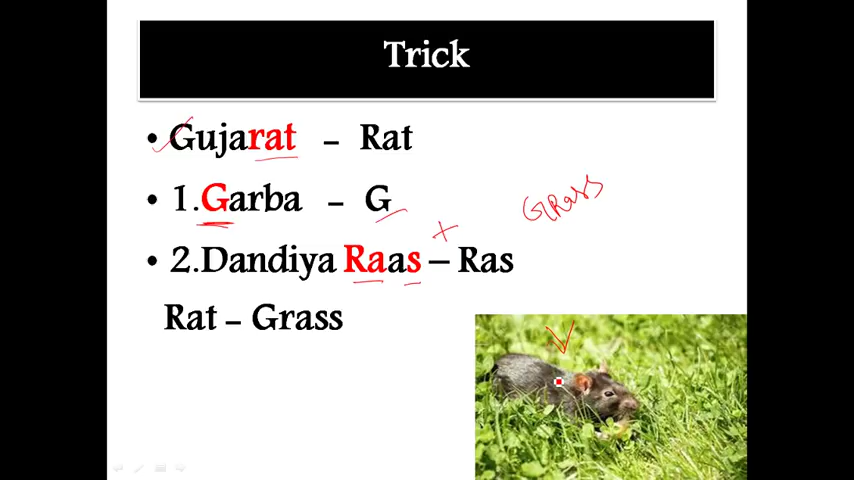 Trick
• Gujarat – Rat
• 1.Garba – G
GRass
• 2.Dandiya Raas – Ras
Rat – Grass